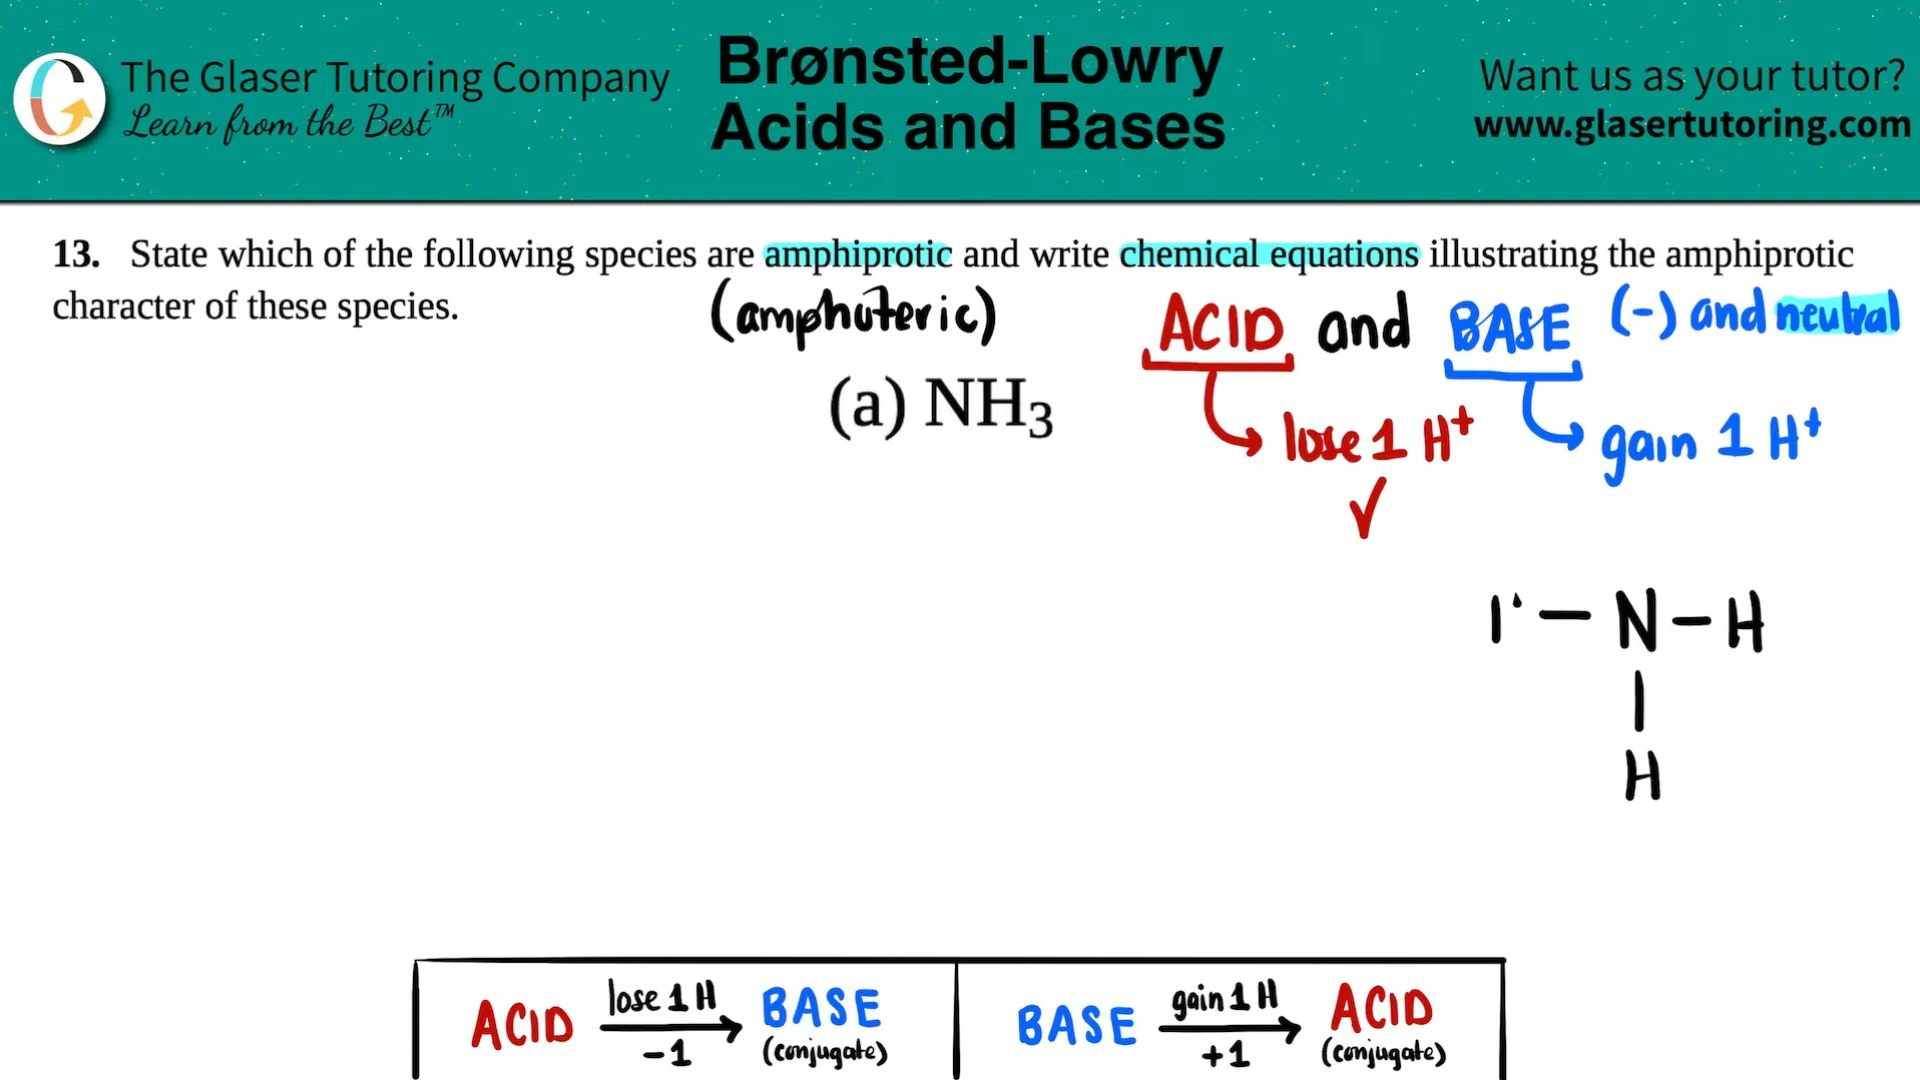 The Glaser Tutoring Company
Learn from the Best™
Brønsted-Lowry
Acids and Bases
Want us as your tutor?
www.glasertutoring.com
13. State which of the following species are amphiprotic and write chemical equations illustrating the amphiprotic
character of these species.
(amphoteric)
ACID and BASE (-) and neutral
(a) NH₃
lose 1 H⁺
gain 1 H⁺
✓
— N – H
|
H
ACID lose 1 H -1 BASE (conjugate)
BASE gain 1 H +1 ACID (conjugate)